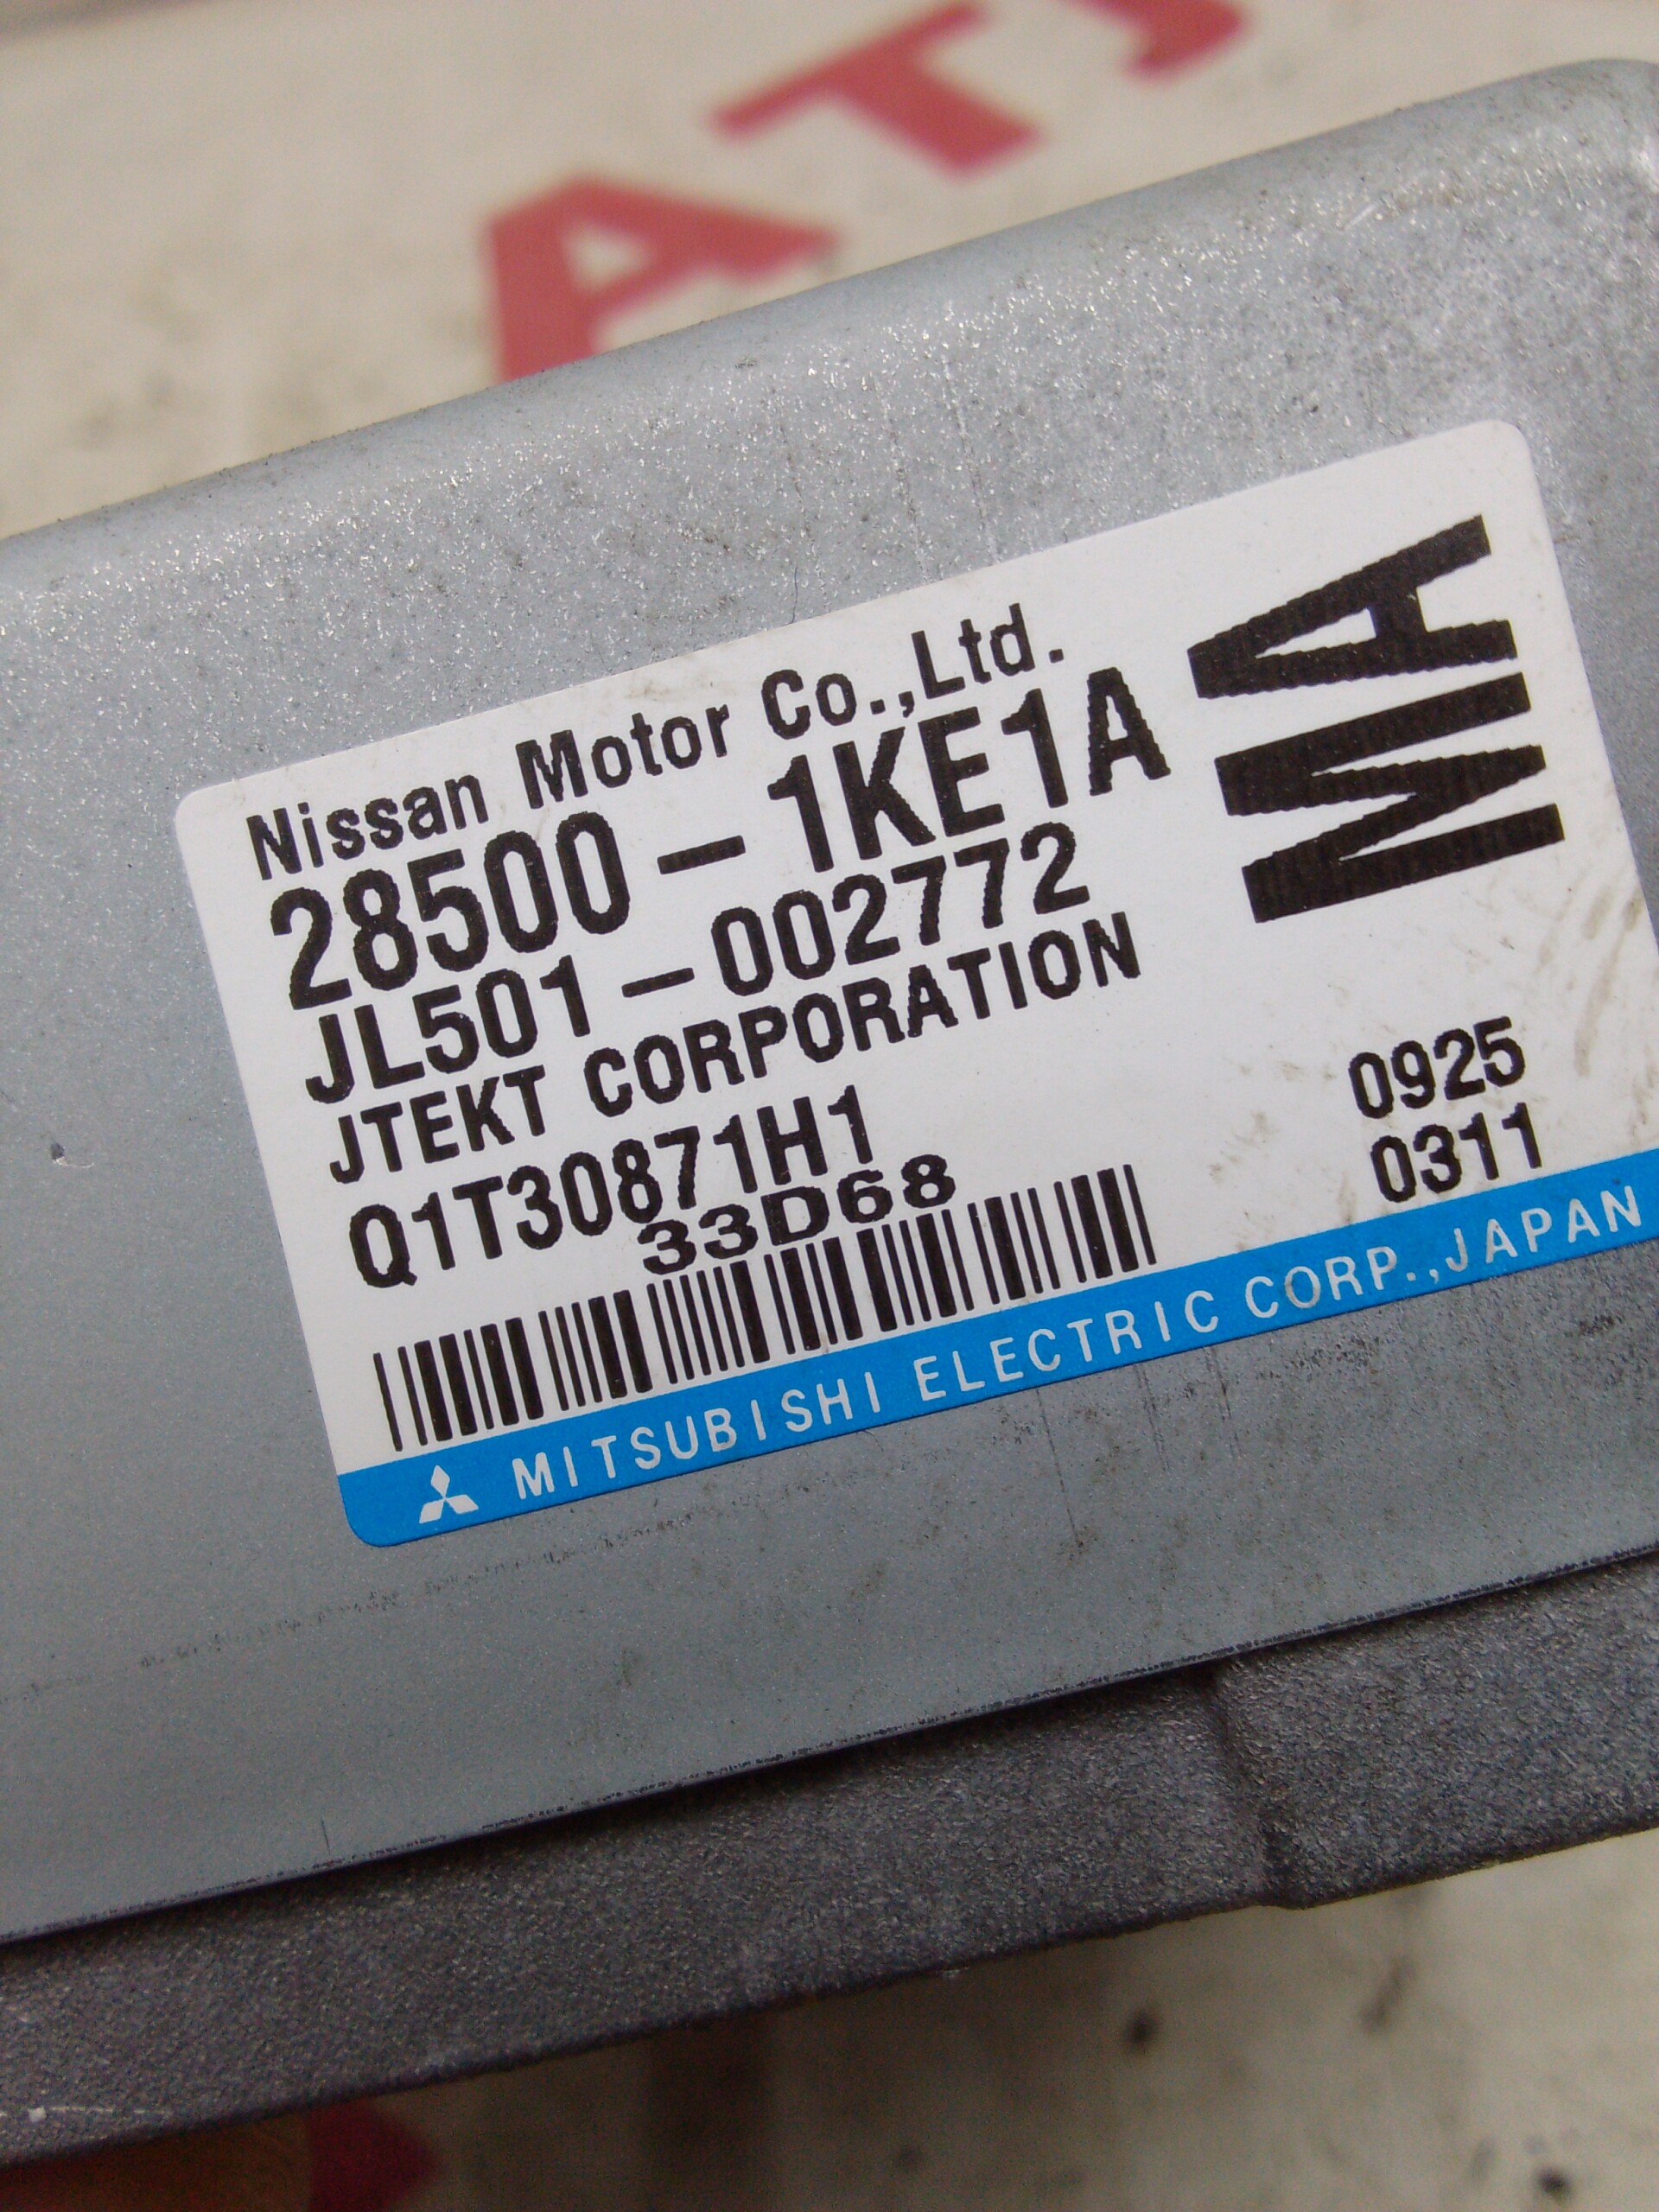 Nissan Motor Co.,Ltd.
28500-1KE1A
JL501-002772
JTEKT CORPORATION
Q1T30871H1
33D68
MA
0925
0311
MITSUBISHI ELECTRIC CORP.,JAPAN